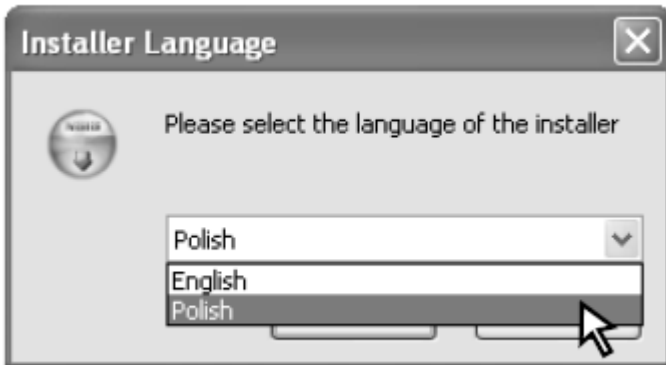 Installer Language
Please select the language of the installer
Polish
English
Polish